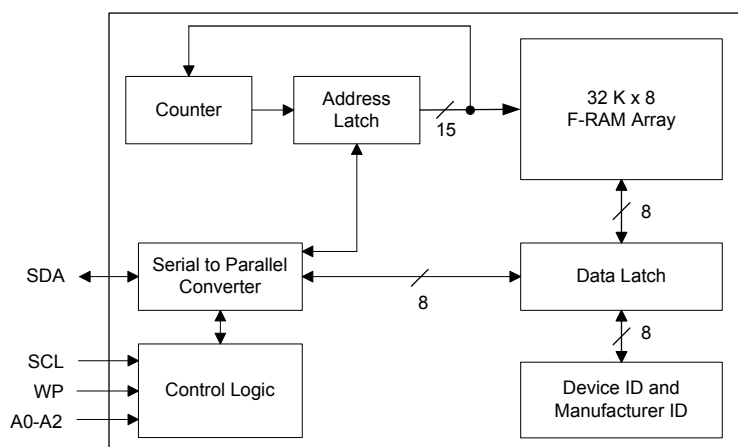 Counter
Address
Latch
15
32 K x 8
F-RAM Array
8
SDA
Serial to Parallel
Converter
8
Data Latch
8
SCL
WP
A0-A2
Control Logic
Device ID and
Manufacturer ID